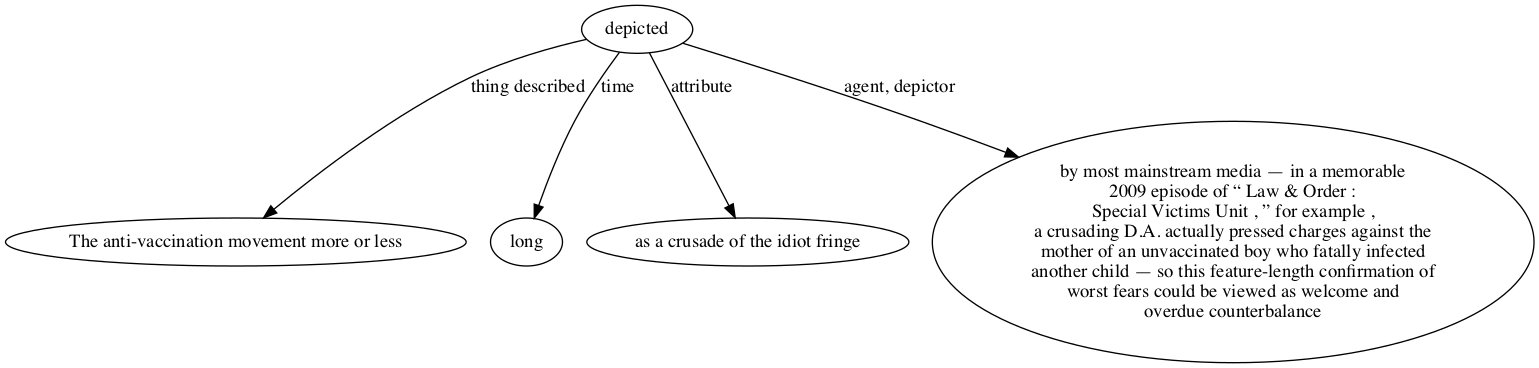 depicted
thing described
time
attribute
agent, depictor
The anti-vaccination movement more or less
long
as a crusade of the idiot fringe
by most mainstream media — in a memorable
2009 episode of “ Law & Order :
Special Victims Unit , ” for example ,
a crusading D.A. actually pressed charges against the
mother of an unvaccinated boy who fatally infected
another child — so this feature-length confirmation of
worst fears could be viewed as welcome and
overdue counterbalance